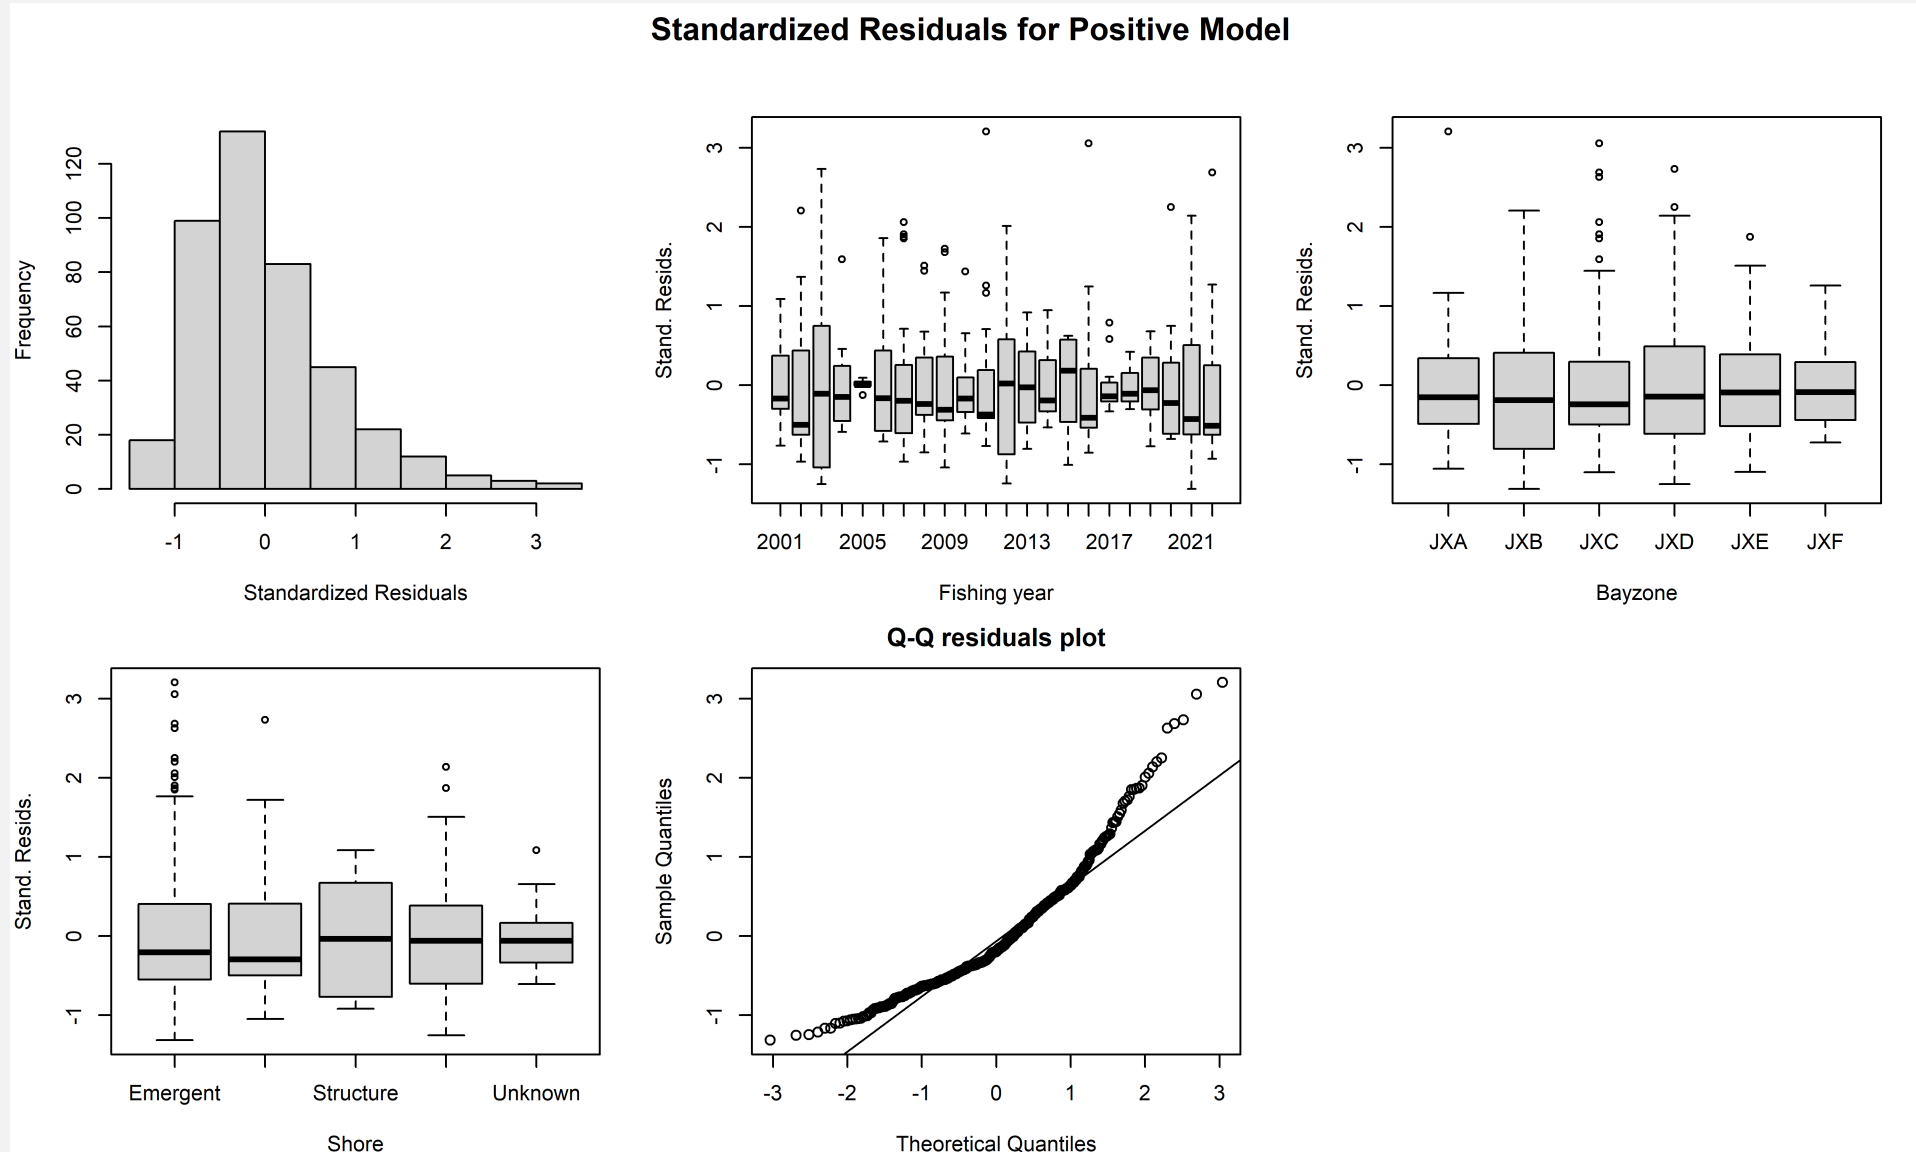 Standardized Residuals for Positive Model
Frequency
0 20 40 60 80 100 120
-1 0 1 2 3
Standardized Residuals
Stand. Resids.
-1 0 1 2 3
2001 2005 2009 2013 2017 2021
Fishing year
Stand. Resids.
-1 0 1 2 3
JXA JXB JXC JXD JXE JXF
Bayzone
Stand. Resids.
-1 0 1 2 3
Emergent Structure Unknown
Shore
Q-Q residuals plot
Sample Quantiles
-1 0 1 2 3
-3 -2 -1 0 1 2 3
Theoretical Quantiles